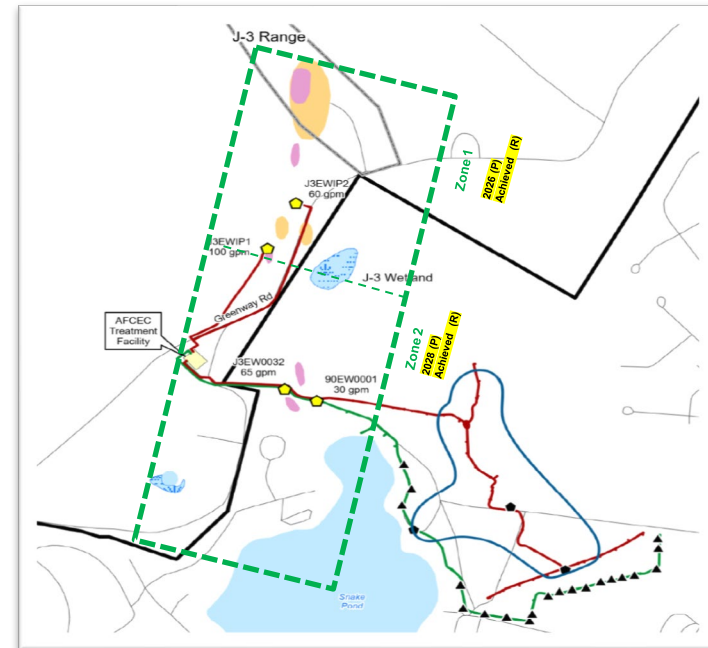 J-3 Range
Zone 1
2026 (P)
Achieved (R)
J3EWIP2
60 gpm
3EWIP1
100 gpm
J-3 Wetland
Greenway Rd
AFCEC
Treatment
Facility
Zone 2
2028 (P)
Achieved (R)
J3EW0032
65 gpm
90EW0001
30 gpm
Snake
Pond